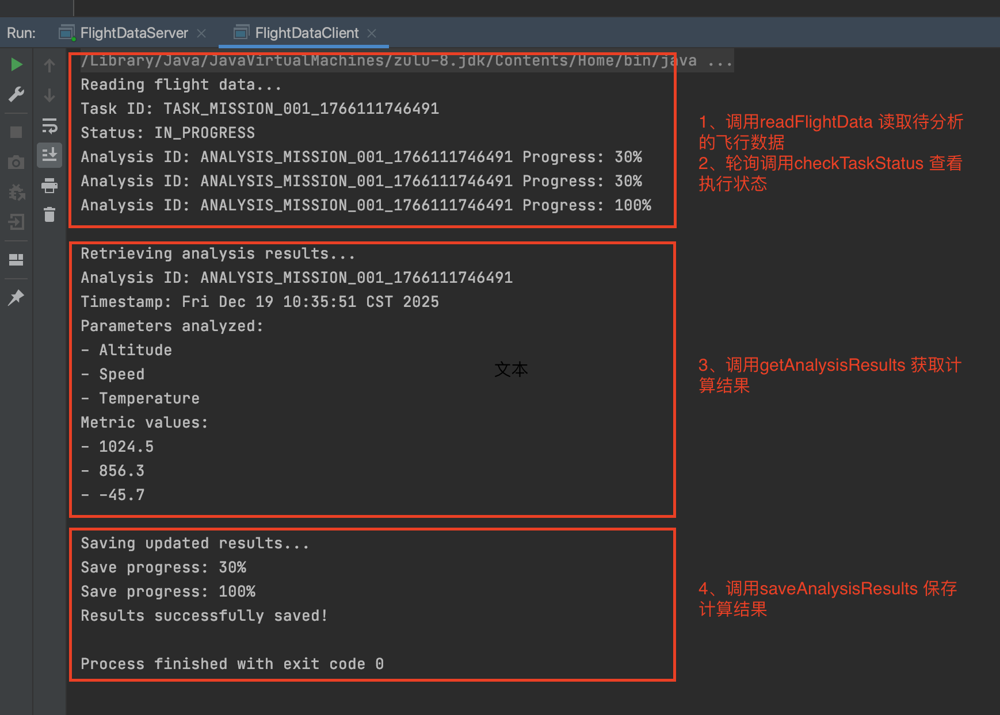 Run:
FlightDataServer
FlightDataClient
/Library/Java/JavaVirtualMachines/zulu-8.jdk/Contents/Home/bin/java ...
Reading flight data...
Task ID: TASK_MISSION_001_1766111746491
Status: IN_PROGRESS
Analysis ID: ANALYSIS_MISSION_001_1766111746491 Progress: 30%
Analysis ID: ANALYSIS_MISSION_001_1766111746491 Progress: 30%
Analysis ID: ANALYSIS_MISSION_001_1766111746491 Progress: 100%
1、调用readFlightData 读取待分析
的飞行数据
2、轮询调用checkTaskStatus 查看
执行状态
Retrieving analysis results...
Analysis ID: ANALYSIS_MISSION_001_1766111746491
Timestamp: Fri Dec 19 10:35:51 CST 2025
Parameters analyzed:
- Altitude
- Speed
- Temperature
Metric values:
- 1024.5
- 856.3
- -45.7
文本
3、调用getAnalysisResults 获取计
算结果
Saving updated results...
Save progress: 30%
Save progress: 100%
Results successfully saved!
Process finished with exit code 0
4、调用saveAnalysisResults 保存
计算结果